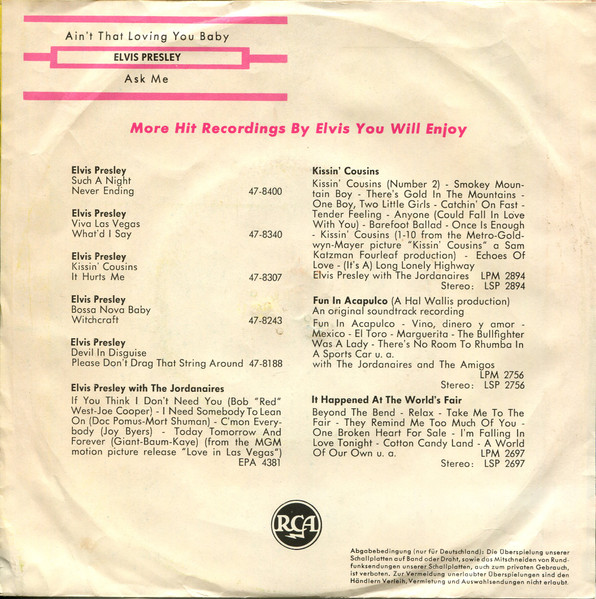 Ain't That Loving You Baby
ELVIS PRESLEY
Ask Me
More Hit Recordings By Elvis You Will Enjoy
Elvis Presley
Such A Night
Never Ending 47-8400
Elvis Presley
Viva Las Vegas
What'd I Say 47-8340
Elvis Presley
Kissin' Cousins
It Hurts Me 47-8307
Elvis Presley
Bossa Nova Baby
Witchcraft 47-8243
Elvis Presley
Devil In Disguise
Please Don't Drag That String Around 47-8188
Elvis Presley with The Jordanaires
If You Think I Don't Need You (Bob "Red"
West-Joe Cooper) - I Need Somebody To Lean
On (Doc Pomus-Mort Shuman) - C'mon Every-
body (Joy Byers) - Today Tomorrow And
Forever (Giant-Baum-Kaye) (from the MGM
motion picture release "Love in Las Vegas")
EPA 4381
Kissin' Cousins
Kissin' Cousins (Number 2) - Smokey Moun-
tain Boy - There's Gold In The Mountains -
One Boy, Two Little Girls - Catchin' On Fast -
Tender Feeling - Anyone (Could Fall In Love
With You) - Barefoot Ballad - Once Is Enough
- Kissin' Cousins (1-10 from the Metro-Gold-
wyn-Mayer picture "Kissin' Cousins" a Sam
Katzman Fourleaf production) - Echoes Of
Love - (It's A) Long Lonely Highway
Elvis Presley with The Jordanaires LPM 2894
Stereo: LSP 2894
Fun In Acapulco (A Hal Wallis production)
An original soundtrack recording
Fun In Acapulco - Vino, dinero y amor -
Mexico - El Toro - Marguerita - The Bullfighter
Was A Lady - There's No Room To Rhumba In
A Sports Car u. a.
with The Jordanaires and The Amigos
LPM 2756
Stereo: LSP 2756
It Happened At The World's Fair
Beyond The Bend - Relax - Take Me To The
Fair - They Remind Me Too Much Of You -
One Broken Heart For Sale - I'm Falling In
Love Tonight - Cotton Candy Land - A World
Of Our Own u. a. LPM 2697
Stereo: LSP 2697
RCA
Abgabebedingung (nur für Deutschland): Die Überspielung unserer
Schallplatten auf Band oder Draht, sowie das Mitschneiden von Rund-
funksendungen unserer Schallplatten, auch zum privaten Gebrauch,
ist verboten. Zur Vermeidung unerlaubter Überspielungen sind den
Händlern Verleih, Vermietung und Auswahlsendungen nicht erlaubt.